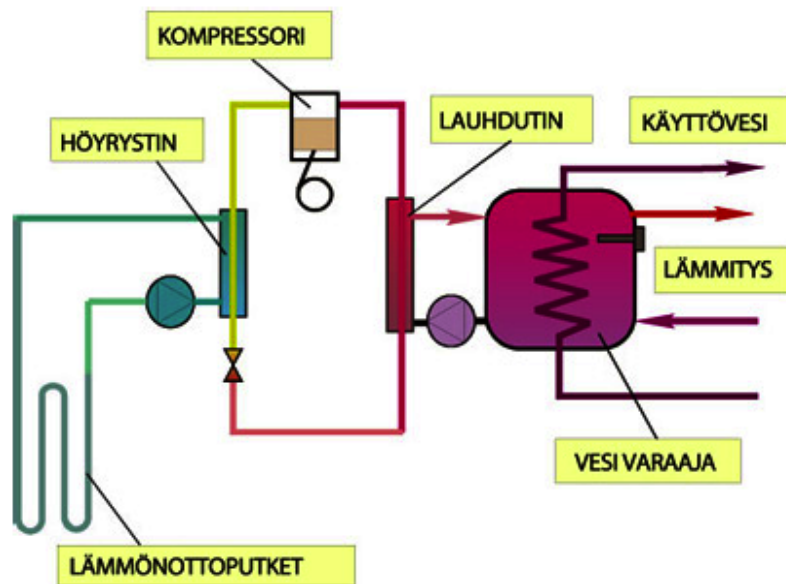 KOMPRESSORI
HÖYRYSTIN
LAUHDUTIN
KÄYTTÖVESI
LÄMMITYS
VESI VARAAJA
LÄMMÖNOTTOPUTKET